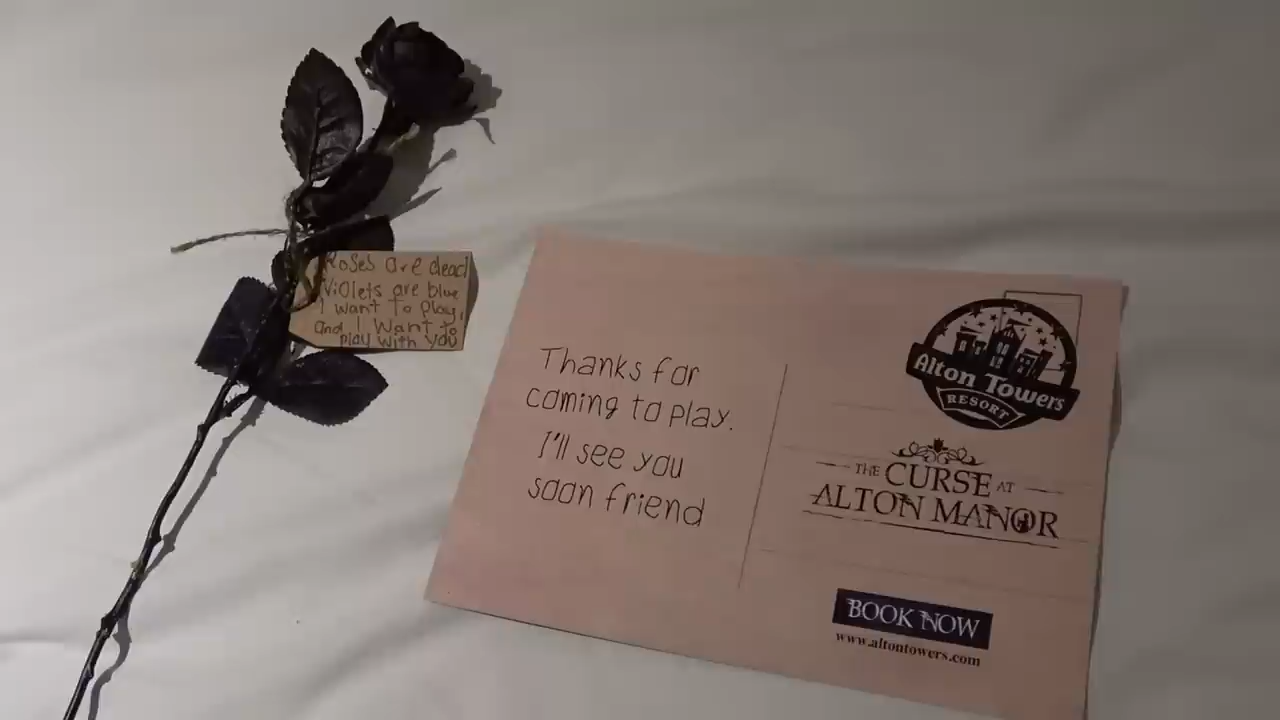 Roses are dead
Violets are blue
I want to play,
and I want to
play with you
Thanks for
coming to play.
I'll see you
soon friend
Alton Towers
RESORT
THE CURSE AT
ALTON MANOR
BOOK NOW
www.altontowers.com